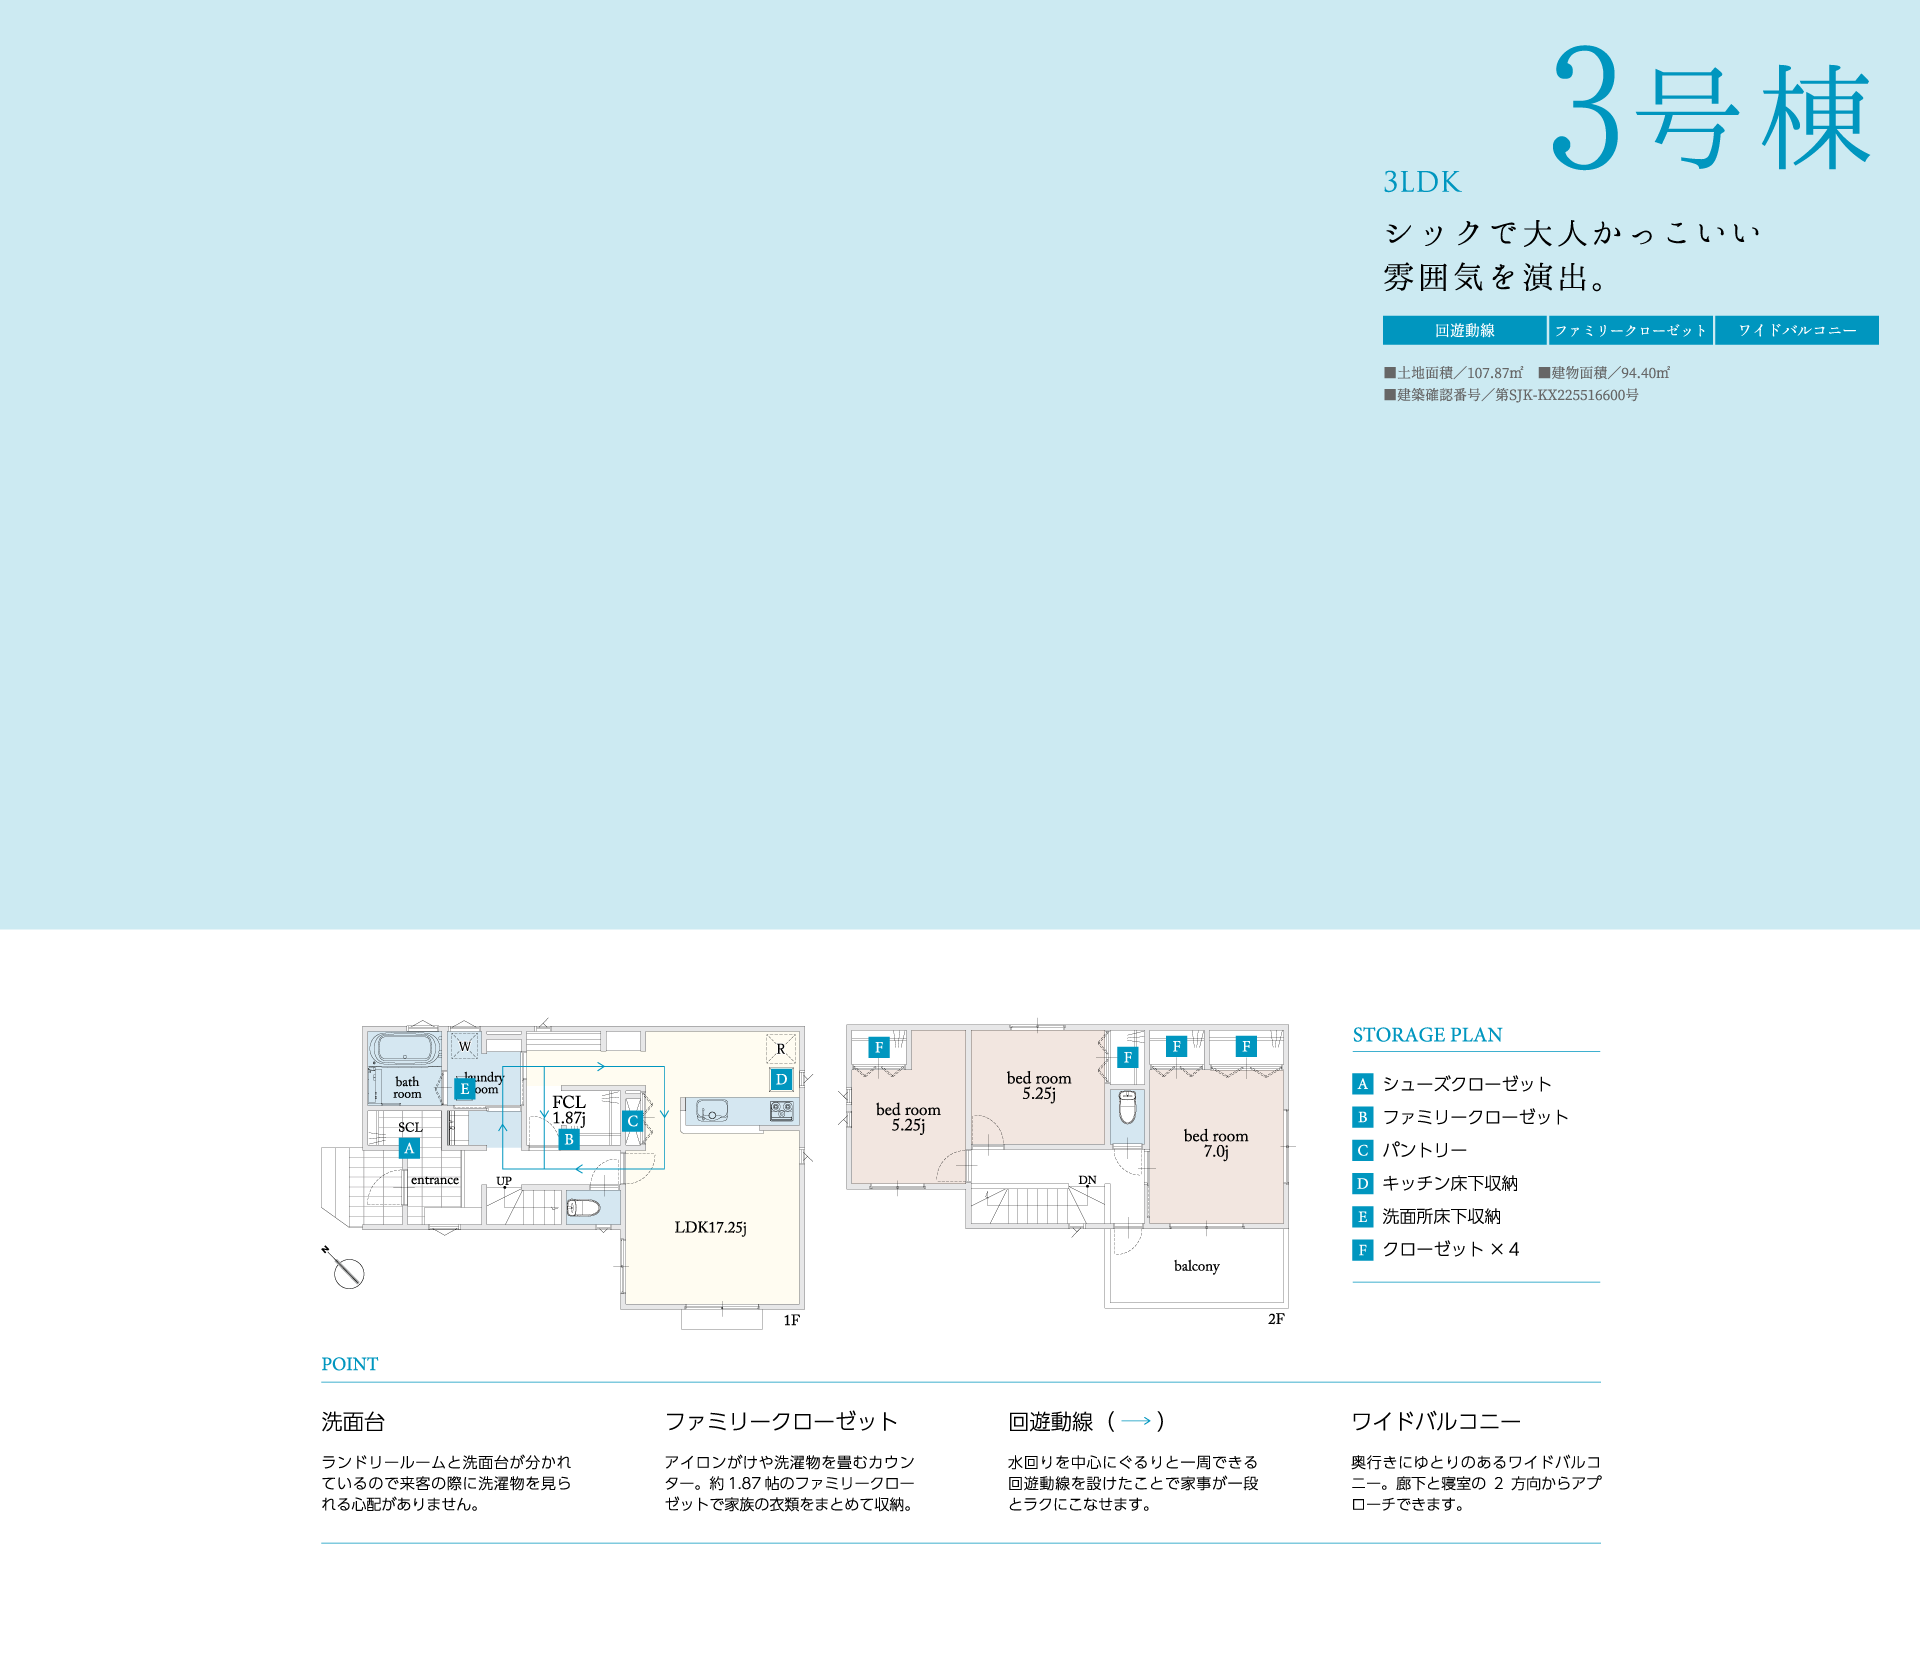 3号棟
3LDK
シックで大人かっこいい
雰囲気を演出。
回遊動線 ファミリークローゼット ワイドバルコニー
■土地面積／107.87㎡ ■建物面積／94.40㎡
■建築確認番号／第SJK-KX225516600号
bath
room
W
laundry
room
E
SCL
A
entrance
UP
FCL
1.87j
B
C
R
D
LDK17.25j
N
1F
F
bed room
5.25j
bed room
5.25j
F
F
F
bed room
7.0j
DN
balcony
2F
STORAGE PLAN
A シューズクローゼット
B ファミリークローゼット
C パントリー
D キッチン床下収納
E 洗面所床下収納
F クローゼット × 4
POINT
洗面台
ランドリールームと洗面台が分かれ
ているので来客の際に洗濯物を見ら
れる心配がありません。
ファミリークローゼット
アイロンがけや洗濯物を畳むカウン
ター。約 1.87 帖のファミリークロー
ゼットで家族の衣類をまとめて収納。
回遊動線（→）
水回りを中心にぐるりと一周できる
回遊動線を設けたことで家事が一段
とラクにこなせます。
ワイドバルコニー
奥行きにゆとりのあるワイドバルコ
ニー。廊下と寝室の 2 方向からアプ
ローチできます。